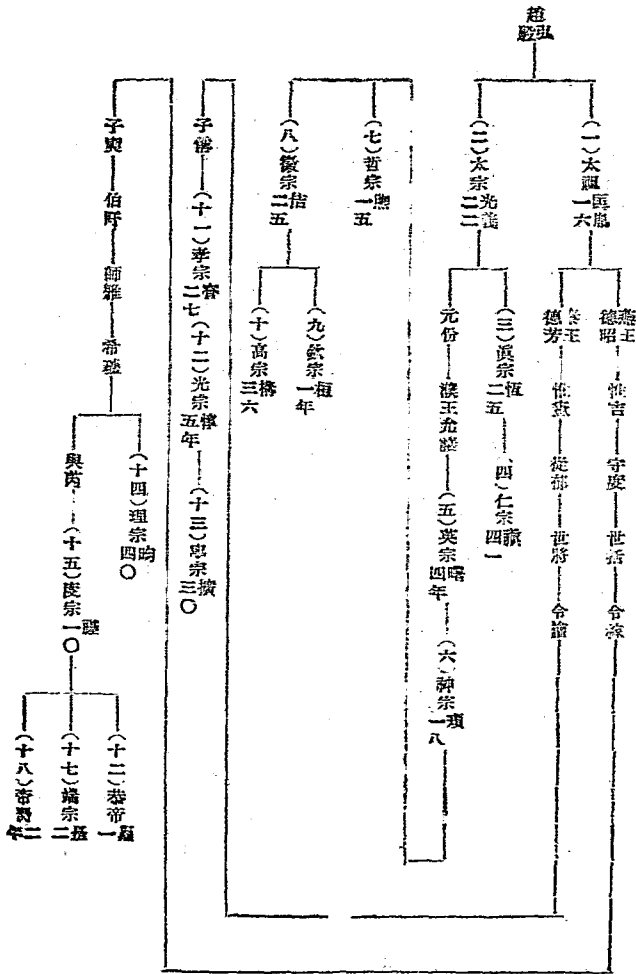 趙弘殷
(一)太祖匡胤一六
燕王德昭
惟吉
守度
世括
秦王德芳
惟憲
從郁
世將
(二)太宗光義二二
(三)眞宗恆二五
(四)仁宗禎四一
元份
濮王允讓
(五)英宗曙四年
(六)神宗頊一八
(七)哲宗煦一五
(八)徽宗佶二五
(九)欽宗桓一年
(十)高宗構三六
子偁
(十一)孝宗眘二七
(十二)光宗惇五年
(十三)寧宗擴三〇
子奭
伯旿
師雅
希瓐
(十四)理宗昀四〇
與芮
(十五)度宗禥一〇
(十二)恭帝㬎一
(十七)端宗昰二
(十八)帝昺二年